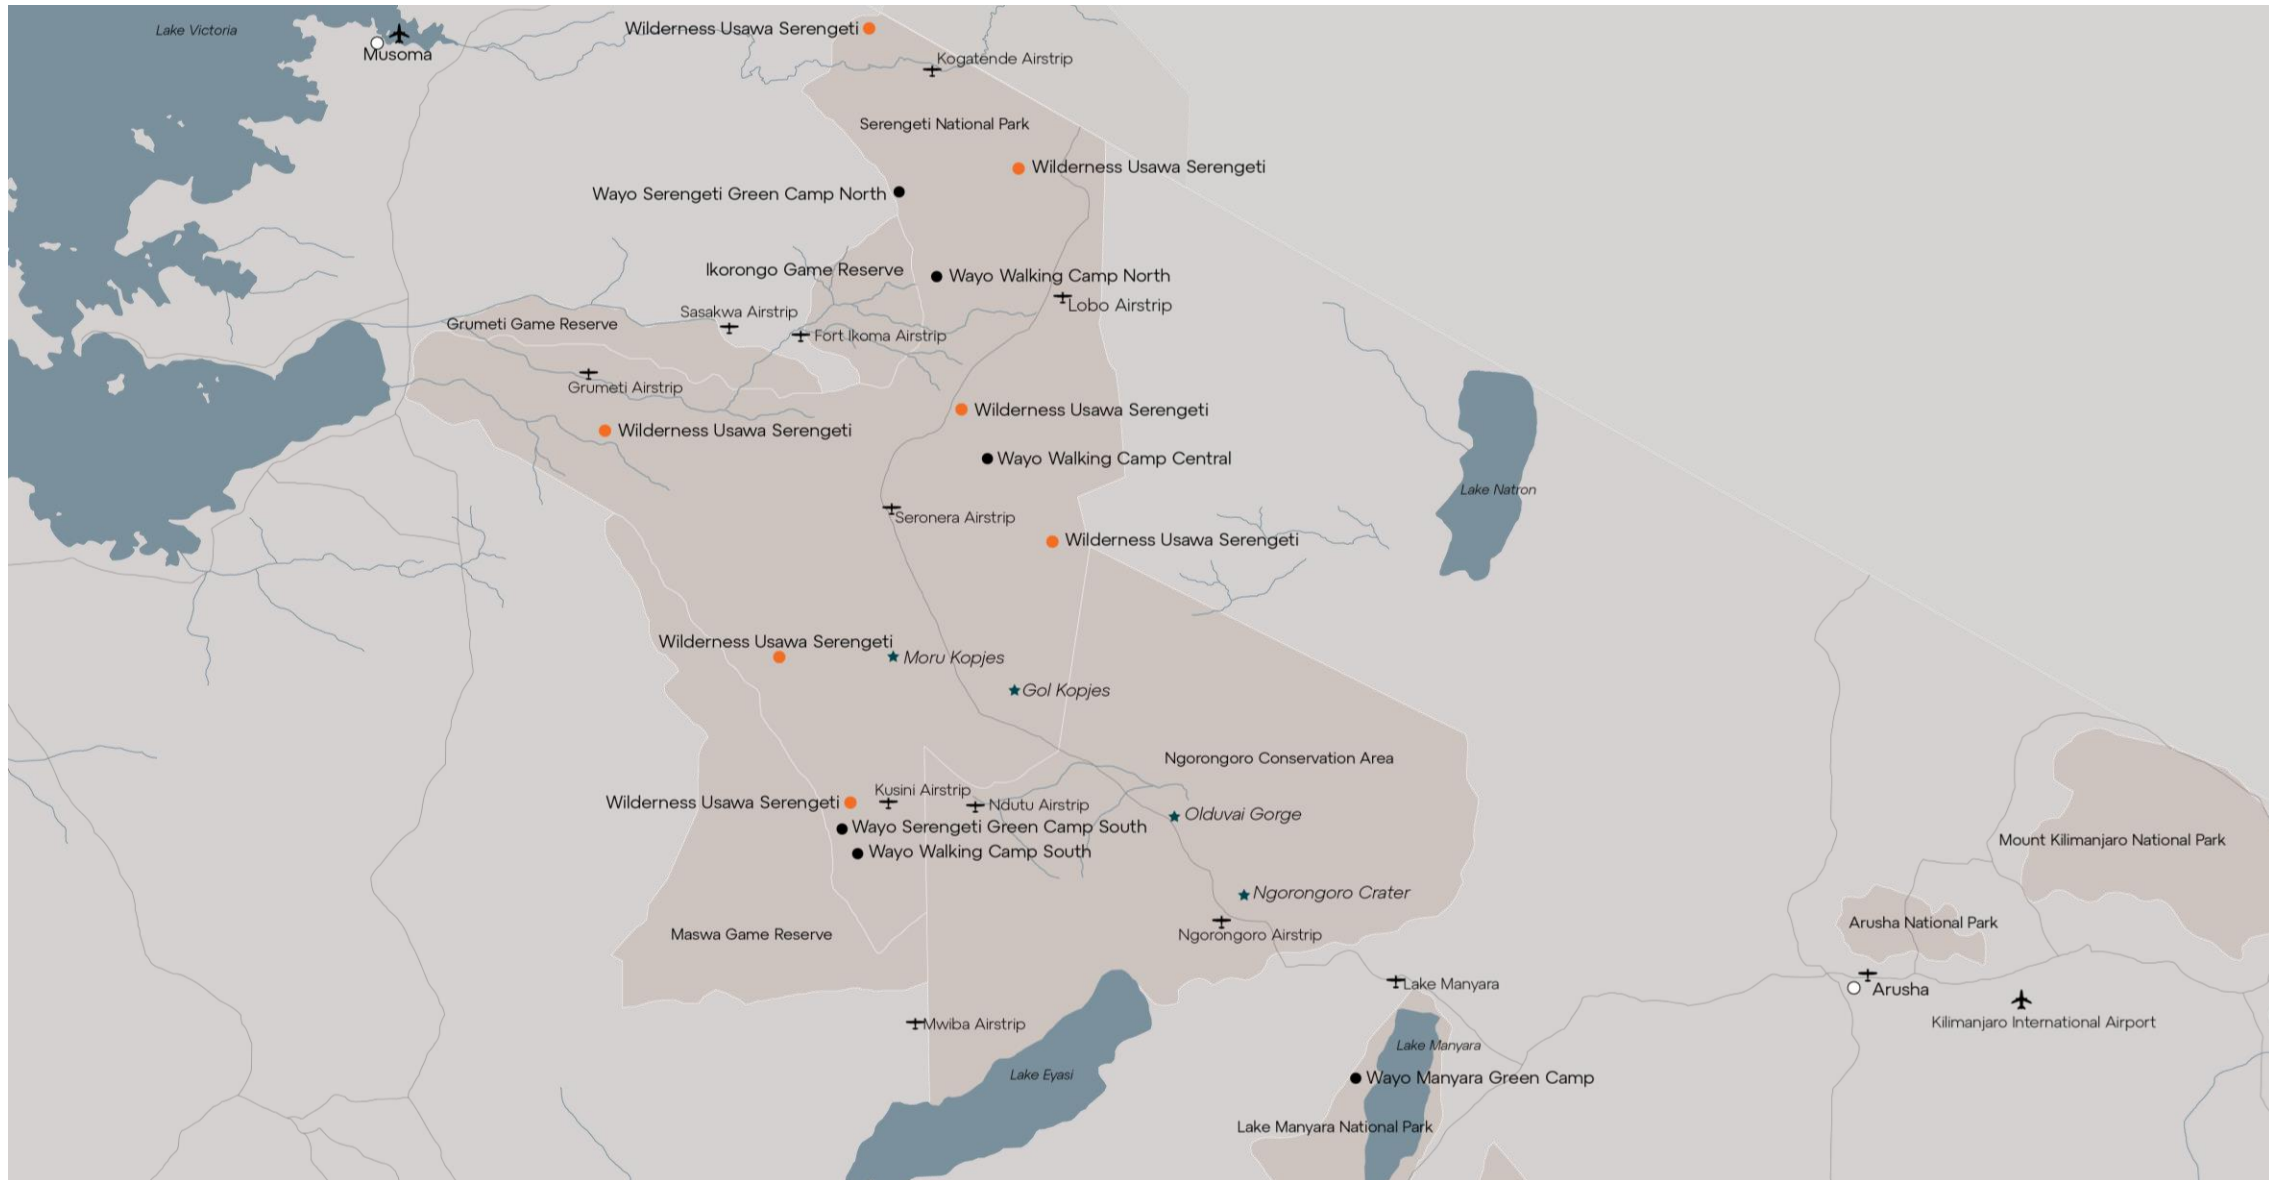 Lake Victoria
Wilderness Usawa Serengeti
Musoma
Kogatende Airstrip
Serengeti National Park
Wilderness Usawa Serengeti
Wayo Serengeti Green Camp North
Ikorongo Game Reserve
Wayo Walking Camp North
Lobo Airstrip
Sasakwa Airstrip
Grumeti Game Reserve
Fort Ikoma Airstrip
Grumeti Airstrip
Wilderness Usawa Serengeti
Wilderness Usawa Serengeti
Wayo Walking Camp Central
Lake Natron
Seronera Airstrip
Wilderness Usawa Serengeti
Wilderness Usawa Serengeti
Moru Kopjes
Gol Kopjes
Ngorongoro Conservation Area
Kusini Airstrip
Wilderness Usawa Serengeti
Ndutu Airstrip
Olduvai Gorge
Wayo Serengeti Green Camp South
Mount Kilimanjaro National Park
Wayo Walking Camp South
Ngorongoro Crater
Arusha National Park
Maswa Game Reserve
Ngorongoro Airstrip
Lake Manyara
Arusha
Mwiba Airstrip
Kilimanjaro International Airport
Lake Manyara
Lake Eyasi
Wayo Manyara Green Camp
Lake Manyara National Park